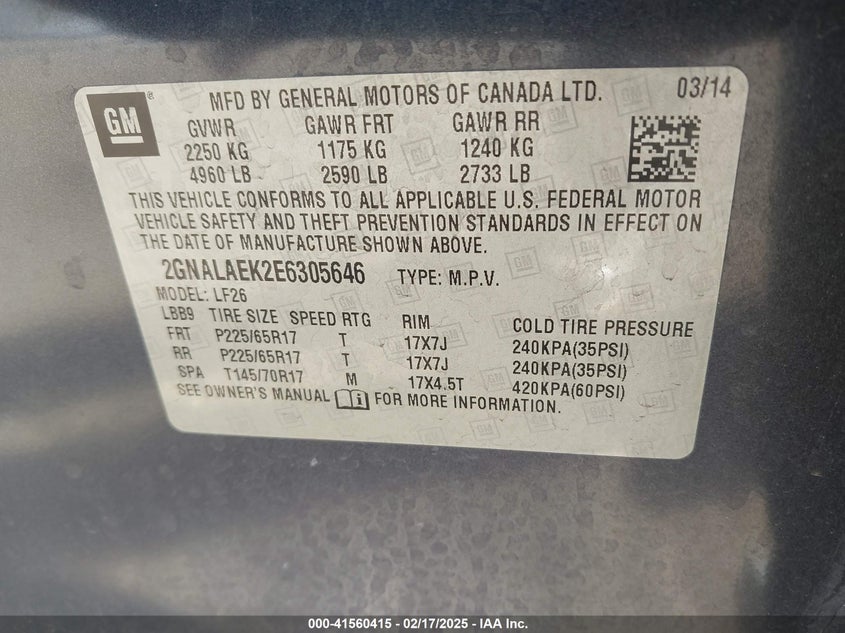 GM
MFD BY GENERAL MOTORS OF CANADA LTD. 03/14
GVWR GAWR FRT GAWR RR
2250 KG 1175 KG 1240 KG
4960 LB 2590 LB 2733 LB
THIS VEHICLE CONFORMS TO ALL APPLICABLE U.S. FEDERAL MOTOR
VEHICLE SAFETY AND THEFT PREVENTION STANDARDS IN EFFECT ON
THE DATE OF MANUFACTURE SHOWN ABOVE.
2GNALAEK2E6305646 TYPE: M.P.V.
MODEL: LF26
LBB9 TIRE SIZE SPEED RTG RIM COLD TIRE PRESSURE
FRT P225/65R17 T 17X7J 240KPA(35PSI)
RR P225/65R17 T 17X7J 240KPA(35PSI)
SPA T145/70R17 M 17X4.5T 420KPA(60PSI)
SEE OWNER'S MANUAL FOR MORE INFORMATION.
000-41560415 - 02/17/2025 - IAA Inc.